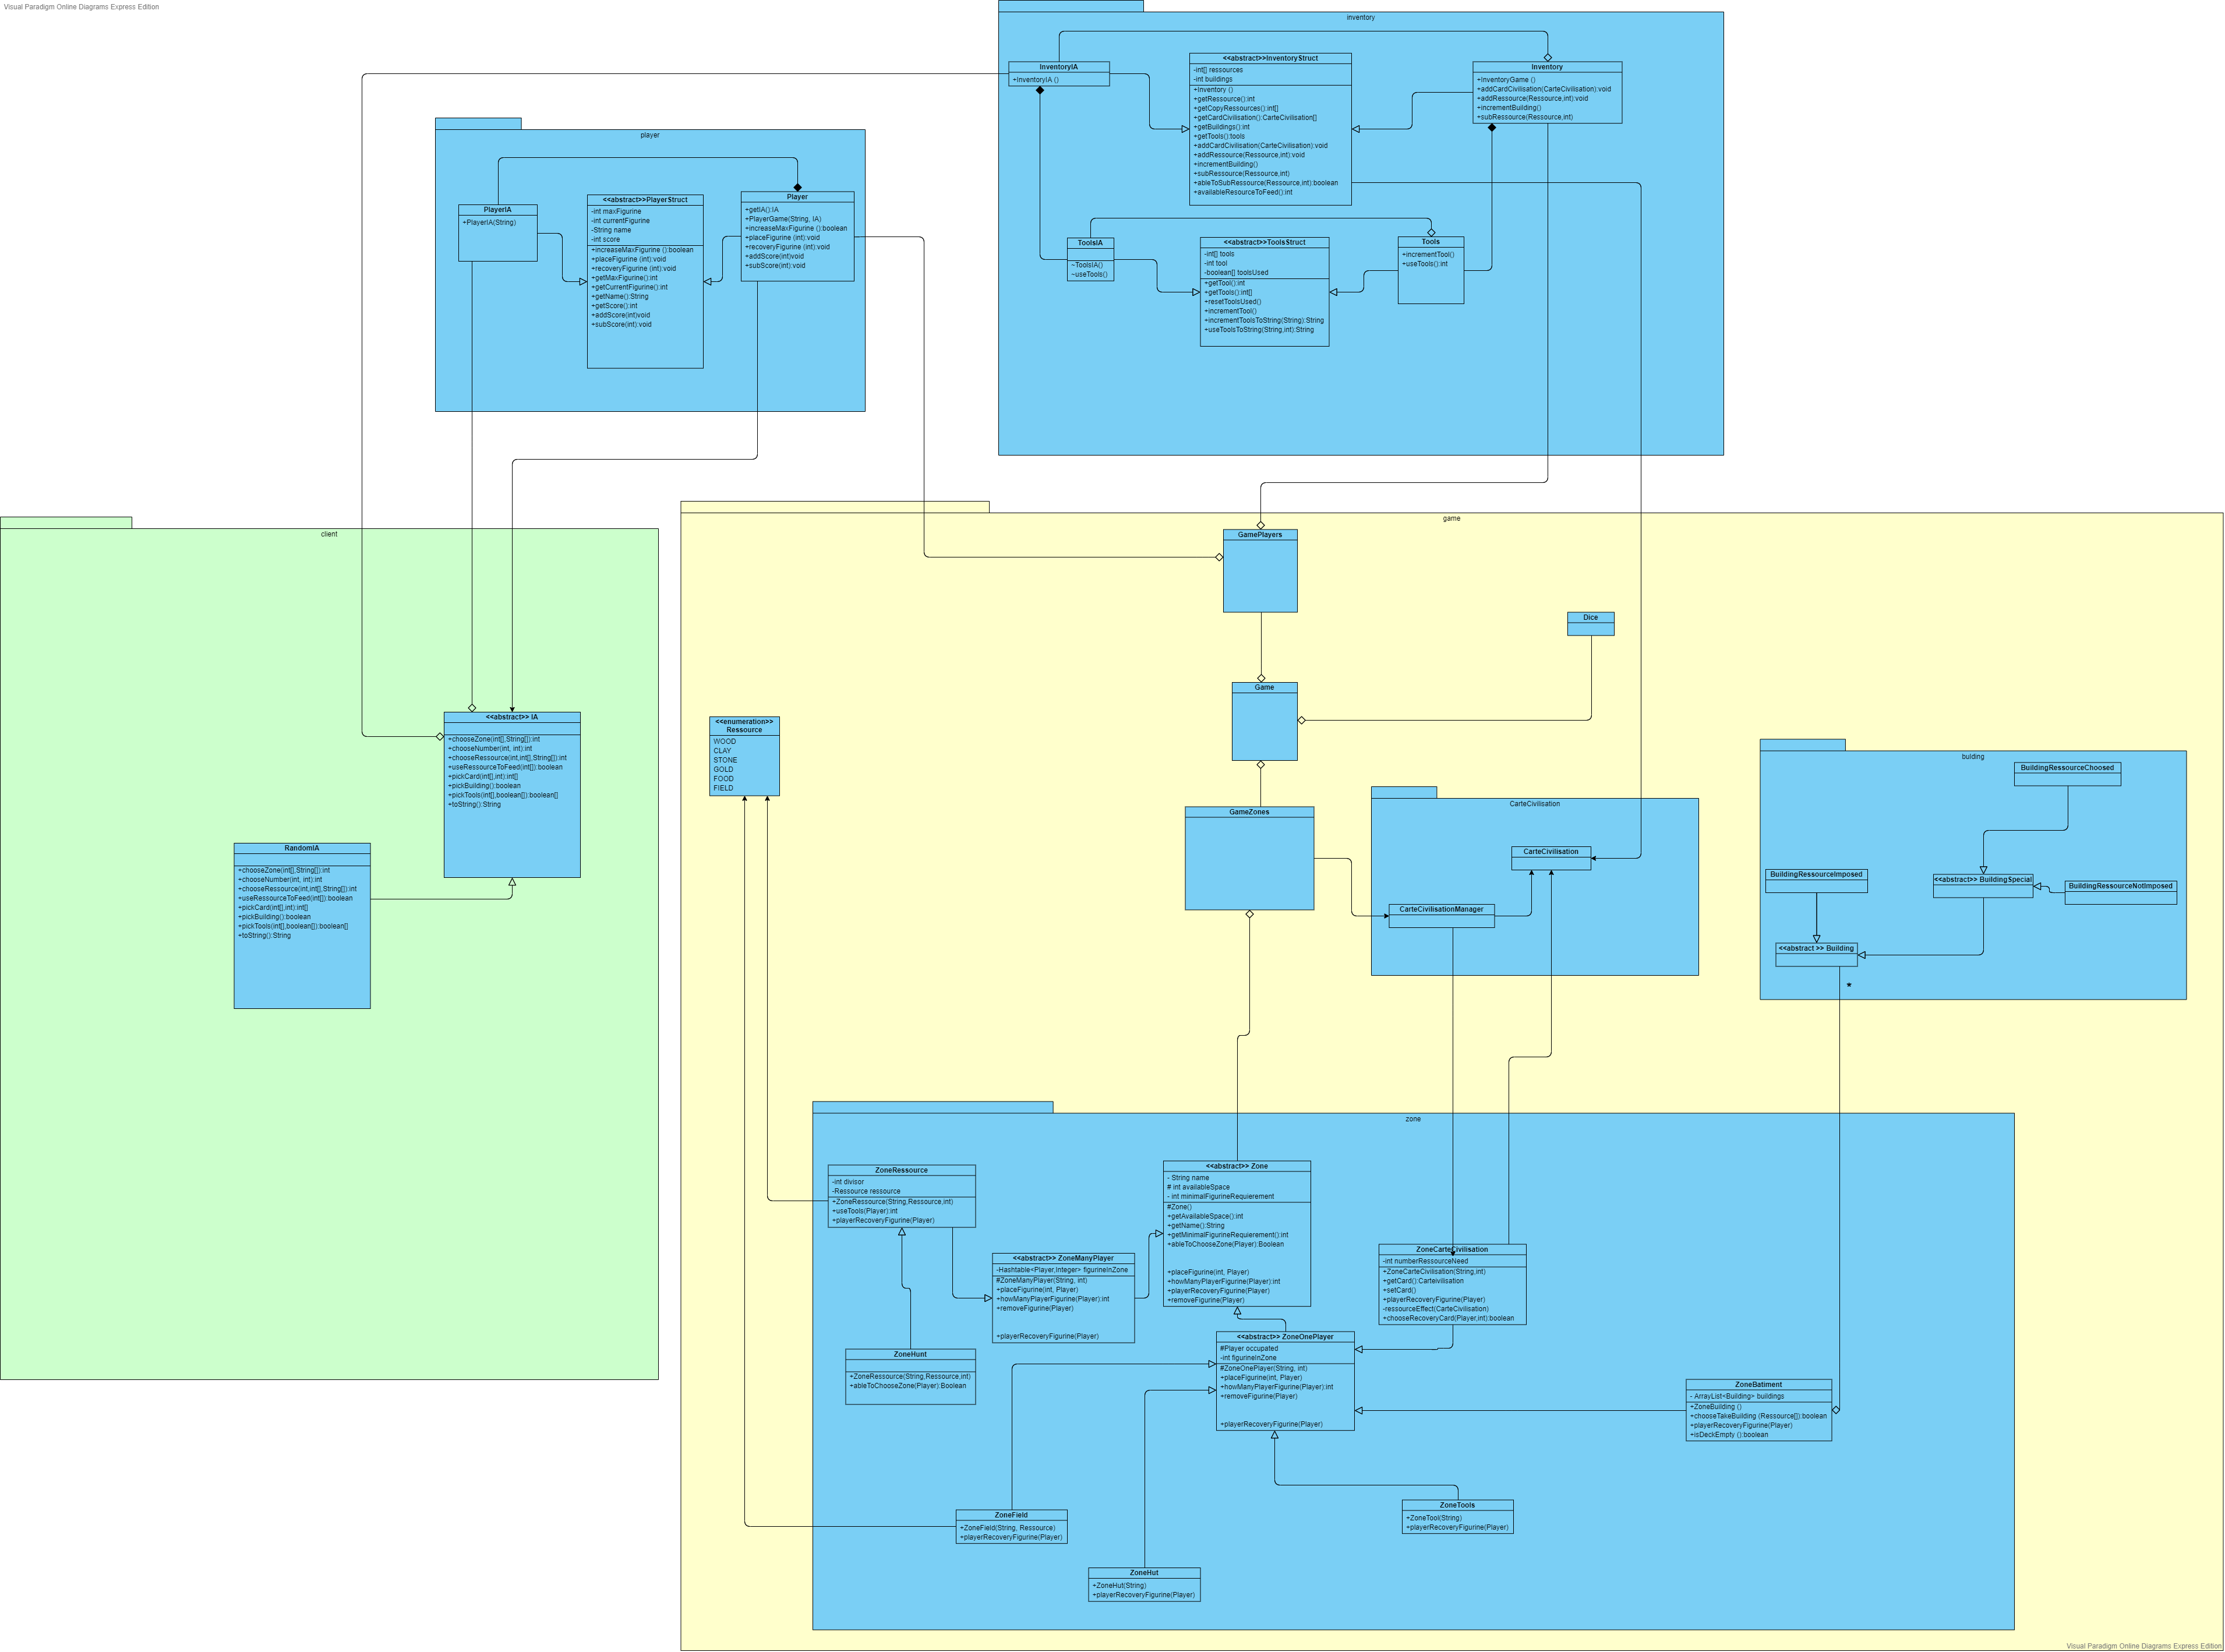 Visual Paradigm Online Diagrams Express Edition
inventory
InventoryIA
+InventoryIA ()
<<abstract>>InventoryStruct
-int[] ressources
-int buildings
+Inventory ()
+getRessource():int
+getCopyRessources():int[]
+getCardCivilisation():CarteCivilisation[]
+getBuildings():int
+getTools():tools
+addCardCivilisation(CarteCivilisation):void
+addRessource(Ressource,int):void
+incrementBuilding()
+subRessource(Ressource,int)
+ableToSubRessource(Ressource,int):boolean
+availableResourceToFeed():int
Inventory
+InventoryGame ()
+addCardCivilisation(CarteCivilisation):void
+addRessource(Ressource,int):void
+incrementBuilding()
+subRessource(Ressource,int)
ToolsIA
~ToolsIA()
~useTools()
<<abstract>>ToolsStruct
-int[] tools
-int tool
-boolean[] toolsUsed
+getTool():int
+getTools():int[]
+resetToolsUsed()
+incrementTool()
+incrementToolsToString(String):String
+useToolsToString(String,int):String
Tools
+incrementTool()
+useTools():int
player
PlayerIA
+PlayerIA(String)
<<abstract>>PlayerStruct
-int maxFigurine
-int currentFigurine
-String name
-int score
+increaseMaxFigurine ():boolean
+placeFigurine (int):void
+recoveryFigurine (int):void
+getMaxFigurine():int
+getCurrentFigurine():int
+getName():String
+getScore():int
+addScore(int)void
+subScore(int):void
Player
+getIA():IA
+PlayerGame(String, IA)
+increaseMaxFigurine ():boolean
+placeFigurine (int):void
+recoveryFigurine (int):void
+addScore(int)void
+subScore(int):void
client
<<abstract>> IA
+chooseZone(int[],String[]):int
+chooseNumber(int, int):int
+chooseRessource(int,int[],String[]):int
+useRessourceToFeed(int[]):boolean
+pickCard(int[],int):int[]
+pickBuilding():boolean
+pickTools(int[],boolean[]):boolean[]
+toString():String
RandomIA
+chooseZone(int[],String[]):int
+chooseNumber(int, int):int
+chooseRessource(int,int[],String[]):int
+useRessourceToFeed(int[]):boolean
+pickCard(int[],int):int[]
+pickBuilding():boolean
+pickTools(int[],boolean[]):boolean[]
+toString():String
game
GamePlayers
Dice
Game
<<enumeration>>
Ressource
WOOD
CLAY
STONE
GOLD
FOOD
FIELD
GameZones
CarteCivilisation
CarteCivilisation
CarteCivilisationManager
bulding
BuildingRessourceChoosed
BuildingRessourceImposed
<<abstract>> BuildingSpecial
BuildingRessourceNotImposed
<<abstract >> Building
*
zone
ZoneRessource
-int divisor
-Ressource ressource
+ZoneRessource(String,Ressource,int)
+useTools(Player):int
+playerRecoveryFigurine(Player)
<<abstract>> Zone
- String name
# int availableSpace
- int minimalFigurineRequierement
#Zone()
+getAvailableSpace():int
+getName():String
+getMinimalFigurineRequierement():int
+ableToChooseZone(Player):Boolean
+placeFigurine(int, Player)
+howManyPlayerFigurine(Player):int
+playerRecoveryFigurine(Player)
+removeFigurine(Player)
<<abstract>> ZoneManyPlayer
-Hashtable<Player,Integer> figurineInZone
#ZoneManyPlayer(String, int)
+placeFigurine(int, Player)
+howManyPlayerFigurine(Player):int
+removeFigurine(Player)
+playerRecoveryFigurine(Player)
ZoneCarteCivilisation
-int numberRessourceNeed
+ZoneCarteCivilisation(String,int)
+getCard():Carteivilisation
+setCard()
+playerRecoveryFigurine(Player)
-ressourceEffect(CarteCivilisation)
+chooseRecoveryCard(Player,int):boolean
ZoneHunt
+ZoneRessource(String,Ressource,int)
+ableToChooseZone(Player):Boolean
<<abstract>> ZoneOnePlayer
#Player occupated
-int figurineInZone
#ZoneOnePlayer(String, int)
+placeFigurine(int, Player)
+howManyPlayerFigurine(Player):int
+removeFigurine(Player)
+playerRecoveryFigurine(Player)
ZoneBatiment
- ArrayList<Building> buildings
+ZoneBuilding ()
+chooseTakeBuilding (Ressource[]):boolean
+playerRecoveryFigurine(Player)
+isDeckEmpty ():boolean
ZoneField
+ZoneField(String, Ressource)
+playerRecoveryFigurine(Player)
ZoneTools
+ZoneTool(String)
+playerRecoveryFigurine(Player)
ZoneHut
+ZoneHut(String)
+playerRecoveryFigurine(Player)
Visual Paradigm Online Diagrams Express Edition